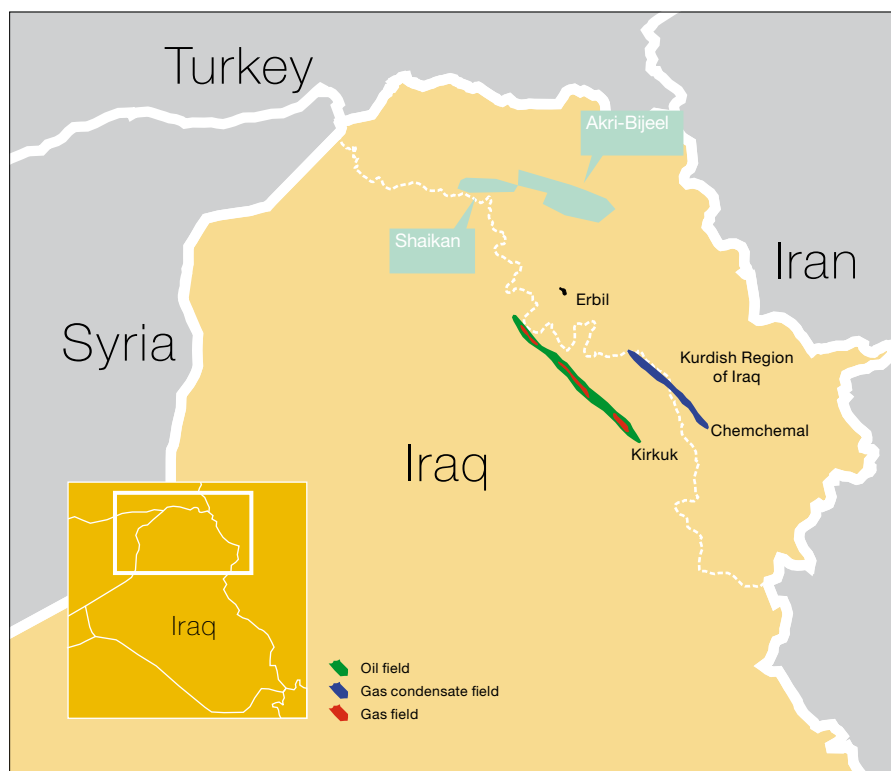 Turkey
Akri-Bijeel
Shaikan
Iran
Erbil
Syria
Kurdish Region
of Iraq
Chemchemal
Kirkuk
Iraq
Iraq
Oil field
Gas condensate field
Gas field